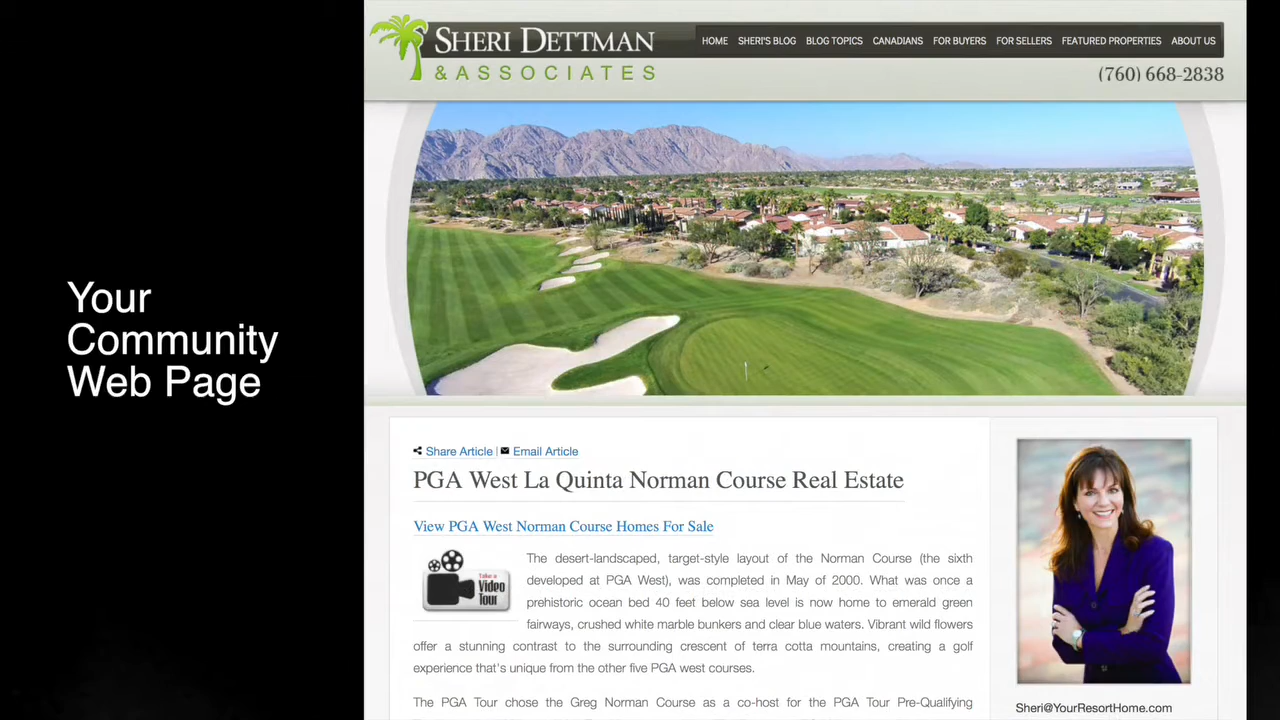 SHERI DETTMAN
& ASSOCIATES
HOME SHERI'S BLOG BLOG TOPICS CANADIANS FOR BUYERS FOR SELLERS FEATURED PROPERTIES ABOUT US
(760) 668-2838
Your
Community
Web Page
Share Article | Email Article
PGA West La Quinta Norman Course Real Estate
View PGA West Norman Course Homes For Sale
Take a
Video
Tour
The desert-landscaped, target-style layout of the Norman Course (the sixth
developed at PGA West), was completed in May of 2000. What was once a
prehistoric ocean bed 40 feet below sea level is now home to emerald green
fairways, crushed white marble bunkers and clear blue waters. Vibrant wild flowers
offer a stunning contrast to the surrounding crescent of terra cotta mountains, creating a golf
experience that's unique from the other five PGA west courses.
The PGA Tour chose the Greg Norman Course as a co-host for the PGA Tour Pre-Qualifying
Sheri@YourResortHome.com